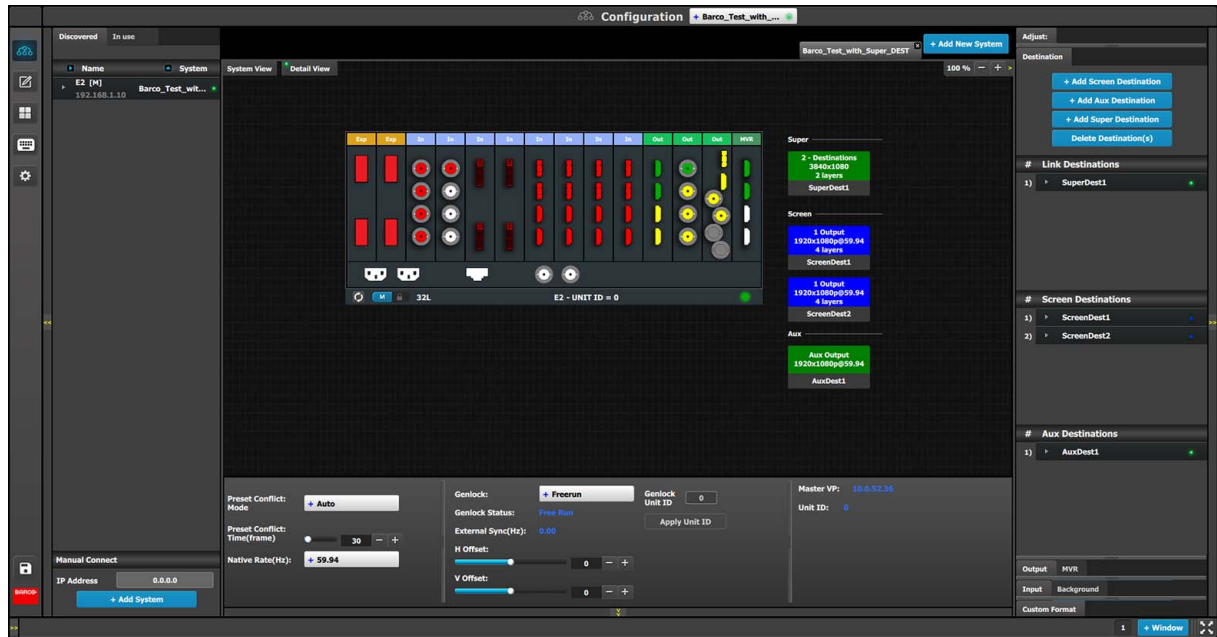 Configuration + Barco_Test_with_...
Discovered In use
Name System
E2 [M]
192.168.1.10
Barco_Test_wit...
Manual Connect
IP Address 0.0.0.0
+ Add System
BARCO
Barco_Test_with_Super_DEST
+ Add New System
System View Detail View
100 % − +
Exp Exp In In In In In In In In Out Out Out MVR
M 32L E2 - UNIT ID = 0
Super
2 - Destinations
3840x1080
2 layers
SuperDest1
Screen
1 Output
1920x1080p@59.94
4 layers
ScreenDest1
1 Output
1920x1080p@59.94
4 layers
ScreenDest2
Aux
Aux Output
1920x1080p@59.94
AuxDest1
Preset Conflict:
Mode
+ Auto
Preset Conflict:
Time(frame)
30 − +
Native Rate(Hz): + 59.94
Genlock: + Freerun
Genlock Status: Free Run
External Sync(Hz): 0.00
H Offset:
0 − +
V Offset:
0 − +
Genlock
Unit ID
0
Apply Unit ID
Master VP: 10.0.52.36
Unit ID: 0
Adjust:
Destination
+ Add Screen Destination
+ Add Aux Destination
+ Add Super Destination
Delete Destination(s)
# Link Destinations
1) SuperDest1
# Screen Destinations
1) ScreenDest1
2) ScreenDest2
# Aux Destinations
1) AuxDest1
Output MVR
Input Background
Custom Format
1 + Window